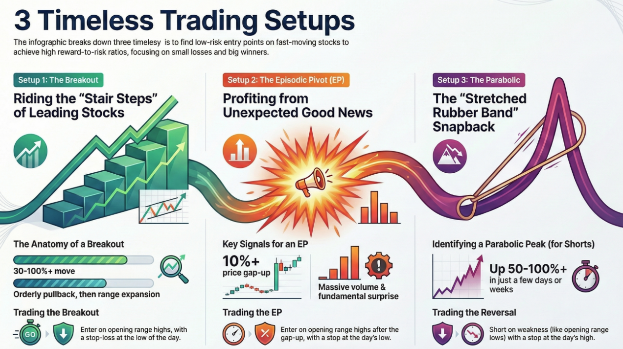 3 Timeless Trading Setups
The infographic breaks down three timelesy is to find low-risk entry points on fast-moving stocks to
achieve high reward-to-risk ratios, focusing on small losses and big winners.
Setup 1: The Breakout
Riding the “Stair Steps”
of Leading Stocks
The Anatomy of a Breakout
30-100%+ move
Orderly pullback, then range expansion
Trading the Breakout
GO
Enter on opening range highs, with
a stop-loss at the low of the day.
Setup 2: The Episodic Pivot (EP)
Profiting from
Unexpected Good News
Key Signals for an EP
10%+
price gap-up
Massive volume &
fundamental surprise
Trading the EP
Enter on opening range highs after the
gap-up, with a stop at the day's low.
Setup 3: The Parabolic
The “Stretched
Rubber Band”
Snapback
Identifying a Parabolic Peak (for Shorts)
Up 50-100%+
in just a few days or
weeks
Trading the Reversal
Short on weakness (like opening range
lows) with a stop at the day's high.